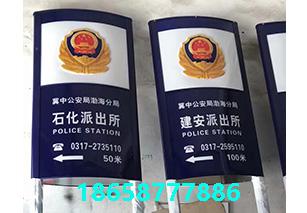 冀中公安局渤海分局
石化派出所
POLICE STATION
0317-2735110
50米
冀中公安局渤海分局
建安派出所
POLICE STATION
0317-2595110
100米
18658777886